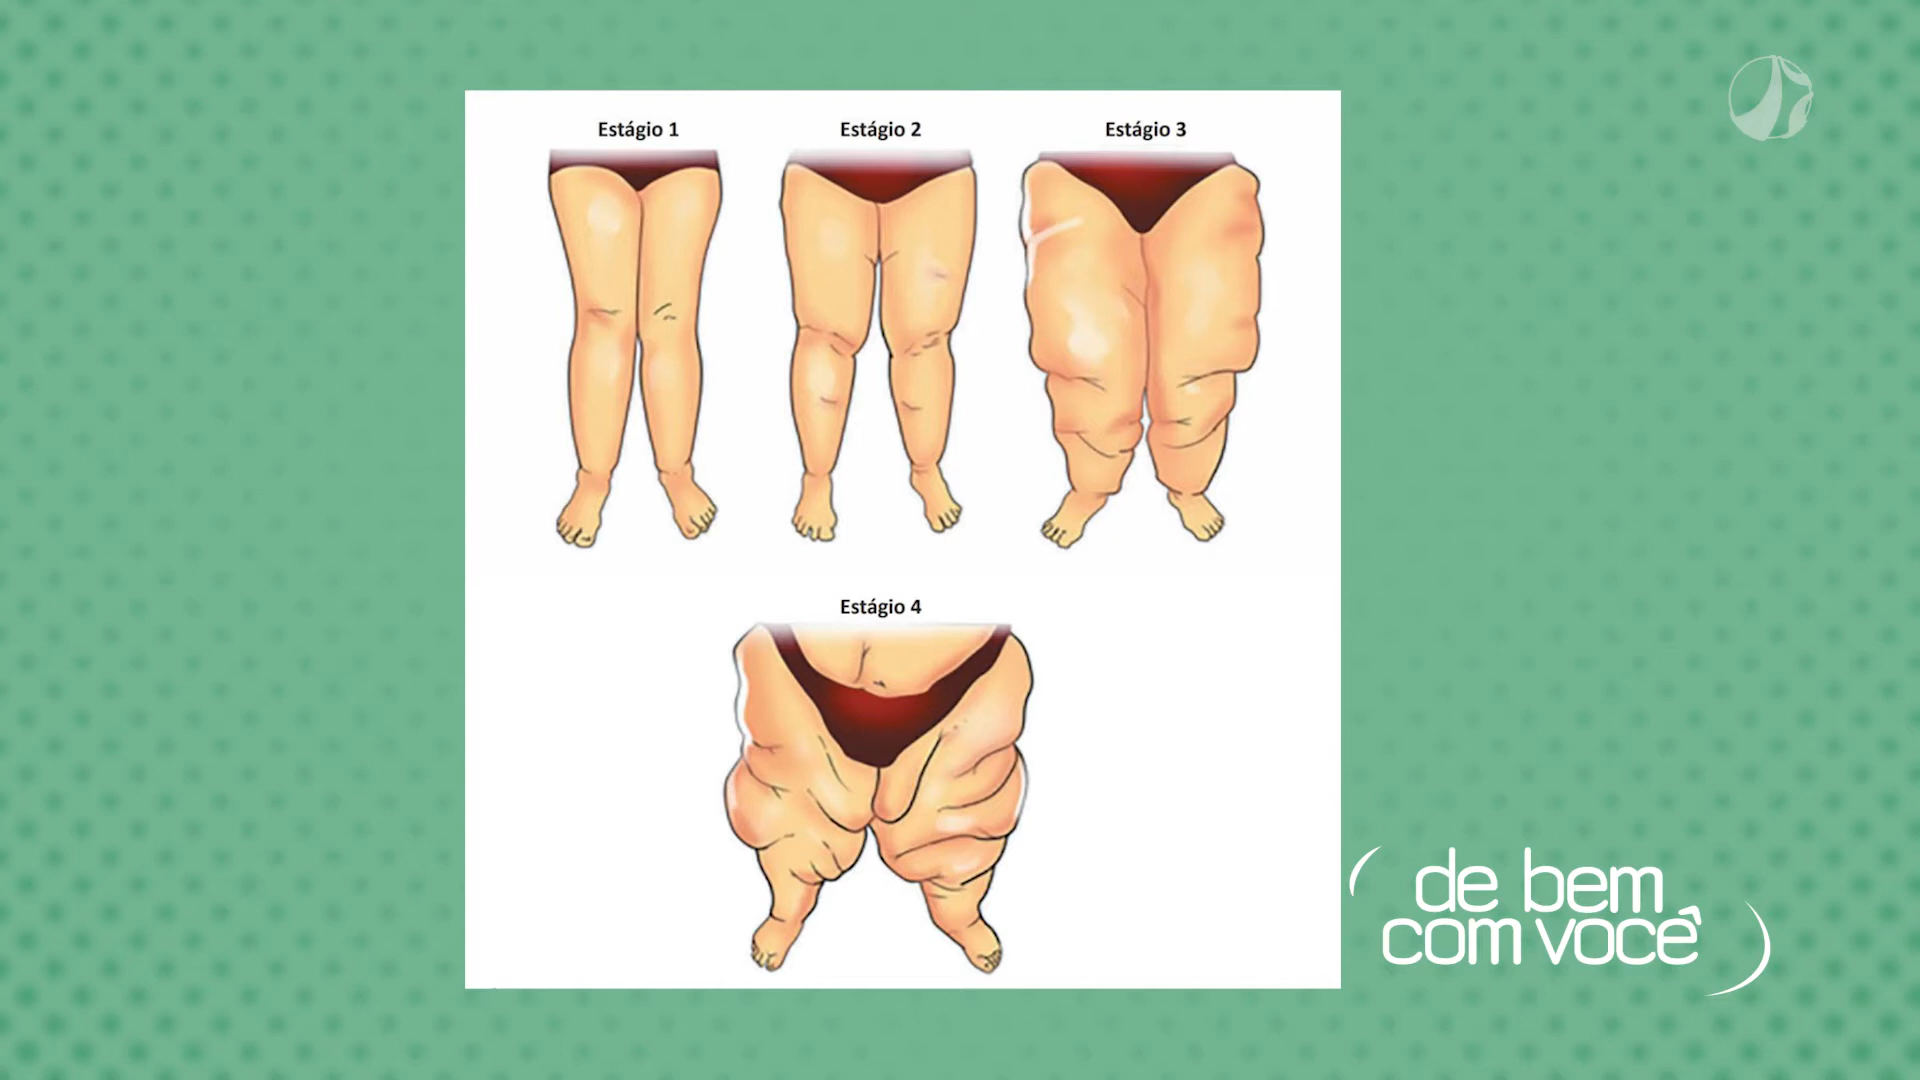 Estágio 1
Estágio 2
Estágio 3
Estágio 4
de bem
com você